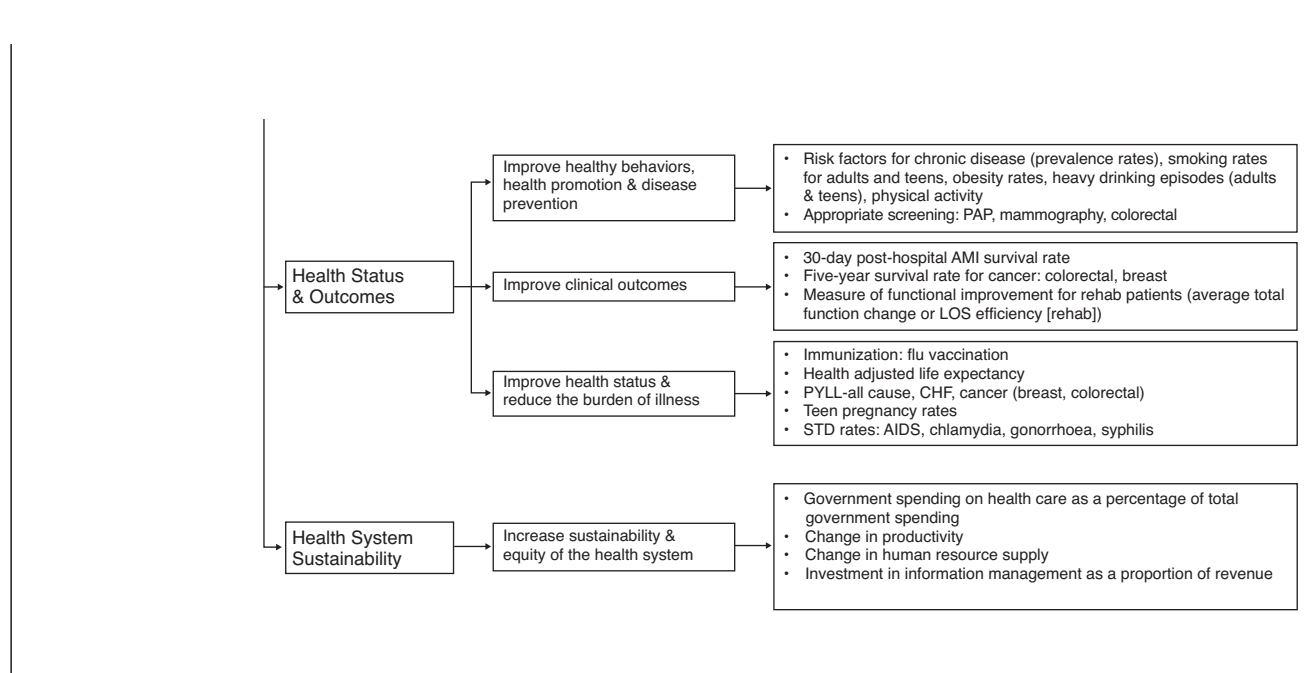 Improve healthy behaviors,
health promotion & disease
prevention
• Risk factors for chronic disease (prevalence rates), smoking rates
for adults and teens, obesity rates, heavy drinking episodes (adults
& teens), physical activity
• Appropriate screening: PAP, mammography, colorectal
Health Status
& Outcomes
Improve clinical outcomes
• 30-day post-hospital AMI survival rate
• Five-year survival rate for cancer: colorectal, breast
• Measure of functional improvement for rehab patients (average total
function change or LOS efficiency [rehab])
Improve health status &
reduce the burden of illness
• Immunization: flu vaccination
• Health adjusted life expectancy
• PYLL-all cause, CHF, cancer (breast, colorectal)
• Teen pregnancy rates
• STD rates: AIDS, chlamydia, gonorrhoea, syphilis
Health System
Sustainability
Increase sustainability &
equity of the health system
• Government spending on health care as a percentage of total
government spending
• Change in productivity
• Change in human resource supply
• Investment in information management as a proportion of revenue